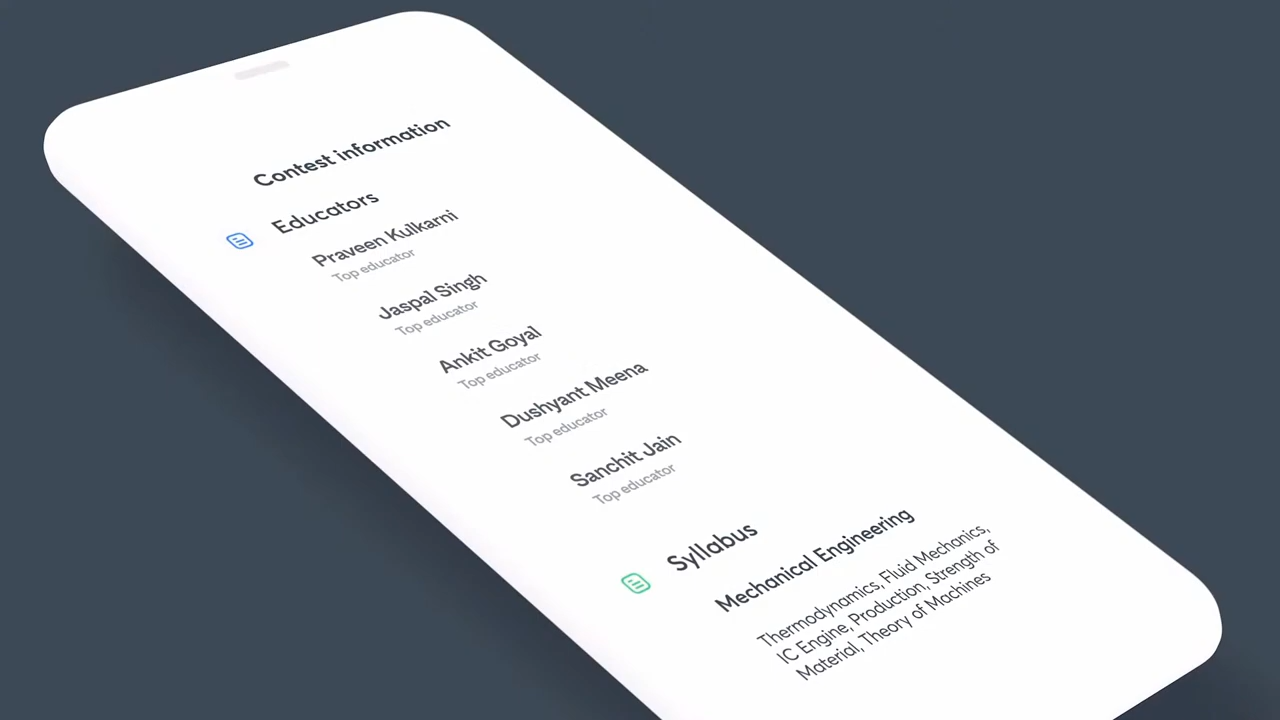 Contest information
Educators
Praveen Kulkarni
Top educator
Jaspal Singh
Top educator
Ankit Goyal
Top educator
Dushyant Meena
Top educator
Sanchit Jain
Top educator
Syllabus
Mechanical Engineering
Thermodynamics, Fluid Mechanics,
IC Engine, Production, Strength of
Material, Theory of Machines